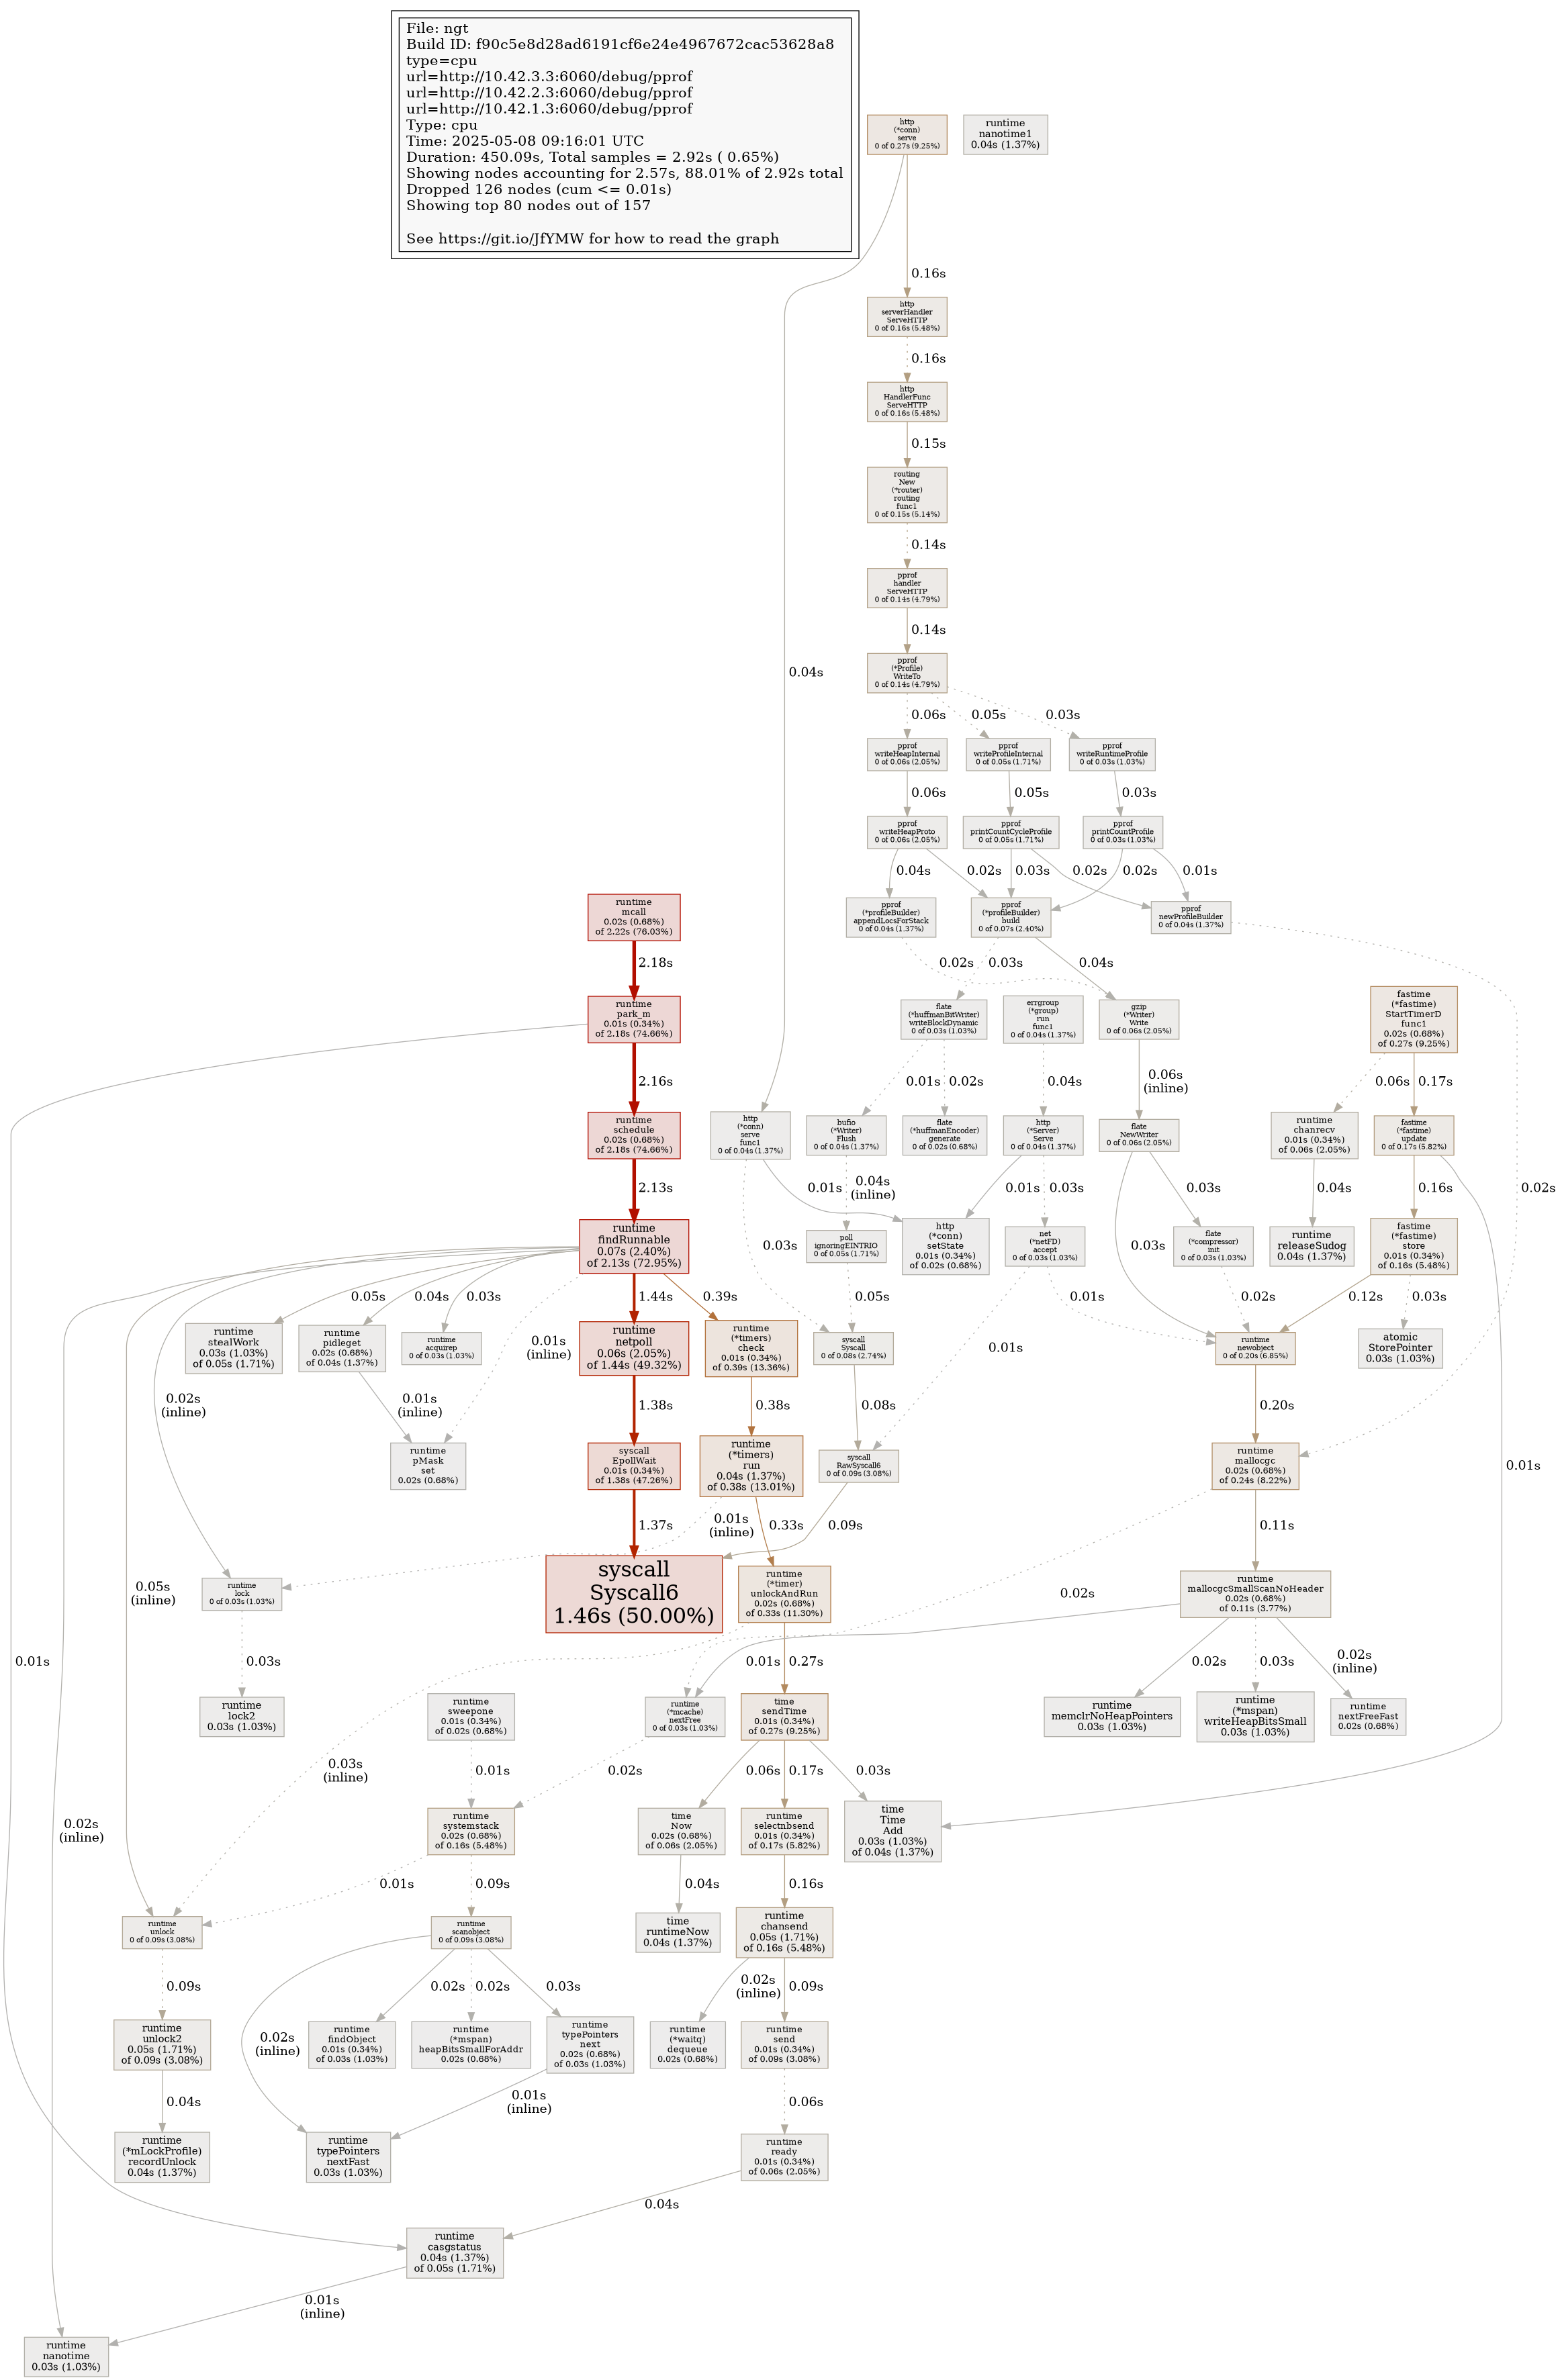 File: ngt
Build ID: f90c5e8d28ad6191cf6e24e4967672cac53628a8
type=cpu
url=http://10.42.3.3:6060/debug/pprof
url=http://10.42.2.3:6060/debug/pprof
url=http://10.42.1.3:6060/debug/pprof
Type: cpu
Time: 2025-05-08 09:16:01 UTC
Duration: 450.09s, Total samples = 2.92s ( 0.65%)
Showing nodes accounting for 2.57s, 88.01% of 2.92s total
Dropped 126 nodes (cum <= 0.01s)
Showing top 80 nodes out of 157
See https://git.io/JfYMW for how to read the graph
http
(*conn)
serve
0 of 0.27s (9.25%)
runtime
nanotime1
0.04s (1.37%)
0.16s
http
serverHandler
ServeHTTP
0 of 0.16s (5.48%)
0.16s
http
HandlerFunc
ServeHTTP
0 of 0.16s (5.48%)
0.15s
routing
New
(*router)
routing
func1
0 of 0.15s (5.14%)
0.14s
pprof
handler
ServeHTTP
0 of 0.14s (4.79%)
0.14s
0.04s
pprof
(*Profile)
WriteTo
0 of 0.14s (4.79%)
0.06s
0.05s
0.03s
pprof
writeHeapInternal
0 of 0.06s (2.05%)
pprof
writeProfileInternal
0 of 0.05s (1.71%)
pprof
writeRuntimeProfile
0 of 0.03s (1.03%)
0.06s
0.05s
0.03s
pprof
writeHeapProto
0 of 0.06s (2.05%)
pprof
printCountCycleProfile
0 of 0.05s (1.71%)
pprof
printCountProfile
0 of 0.03s (1.03%)
0.04s
0.02s
0.03s
0.02s
0.02s
0.01s
runtime
mcall
0.02s (0.68%)
of 2.22s (76.03%)
pprof
(*profileBuilder)
appendLocsForStack
0 of 0.04s (1.37%)
pprof
(*profileBuilder)
build
0 of 0.07s (2.40%)
pprof
newProfileBuilder
0 of 0.04s (1.37%)
2.18s
0.02s
0.03s
0.04s
runtime
park_m
0.01s (0.34%)
of 2.18s (74.66%)
flate
(*huffmanBitWriter)
writeBlockDynamic
0 of 0.03s (1.03%)
errgroup
(*group)
run
func1
0 of 0.04s (1.37%)
gzip
(*Writer)
Write
0 of 0.06s (2.05%)
fastime
(*fastime)
StartTimerD
func1
0.02s (0.68%)
of 0.27s (9.25%)
2.16s
0.01s
0.02s
0.04s
0.06s
(inline)
0.06s
0.17s
runtime
schedule
0.02s (0.68%)
of 2.18s (74.66%)
http
(*conn)
serve
func1
0 of 0.04s (1.37%)
bufio
(*Writer)
Flush
0 of 0.04s (1.37%)
flate
(*huffmanEncoder)
generate
0 of 0.02s (0.68%)
http
(*Server)
Serve
0 of 0.04s (1.37%)
flate
NewWriter
0 of 0.06s (2.05%)
runtime
chanrecv
0.01s (0.34%)
of 0.06s (2.05%)
fastime
(*fastime)
update
0 of 0.17s (5.82%)
2.13s
0.01s
0.04s
(inline)
0.01s
0.03s
0.03s
0.04s
0.16s
0.02s
runtime
findRunnable
0.07s (2.40%)
of 2.13s (72.95%)
0.03s
poll
ignoringEINTRIO
0 of 0.05s (1.71%)
http
(*conn)
setState
0.01s (0.34%)
of 0.02s (0.68%)
net
(*netFD)
accept
0 of 0.03s (1.03%)
0.03s
flate
(*compressor)
init
0 of 0.03s (1.03%)
runtime
releaseSudog
0.04s (1.37%)
fastime
(*fastime)
store
0.01s (0.34%)
of 0.16s (5.48%)
0.05s
0.04s
0.03s
1.44s
0.39s
0.05s
0.01s
0.02s
0.12s
0.03s
runtime
stealWork
0.03s (1.03%)
of 0.05s (1.71%)
runtime
pidleget
0.02s (0.68%)
of 0.04s (1.37%)
runtime
acquirep
0 of 0.03s (1.03%)
0.01s
(inline)
runtime
netpoll
0.06s (2.05%)
of 1.44s (49.32%)
runtime
(*timers)
check
0.01s (0.34%)
of 0.39s (13.36%)
syscall
Syscall
0 of 0.08s (2.74%)
0.01s
runtime
newobject
0 of 0.20s (6.85%)
atomic
StorePointer
0.03s (1.03%)
0.02s
(inline)
0.01s
(inline)
1.38s
0.38s
0.08s
0.20s
runtime
pMask
set
0.02s (0.68%)
syscall
EpollWait
0.01s (0.34%)
of 1.38s (47.26%)
runtime
(*timers)
run
0.04s (1.37%)
of 0.38s (13.01%)
syscall
RawSyscall6
0 of 0.09s (3.08%)
runtime
mallocgc
0.02s (0.68%)
of 0.24s (8.22%)
0.01s
1.37s
0.01s
(inline)
0.33s
0.09s
0.11s
0.05s
(inline)
runtime
lock
0 of 0.03s (1.03%)
syscall
Syscall6
1.46s (50.00%)
runtime
(*timer)
unlockAndRun
0.02s (0.68%)
of 0.33s (11.30%)
0.02s
runtime
mallocgcSmallScanNoHeader
0.02s (0.68%)
of 0.11s (3.77%)
0.01s
0.03s
0.01s
0.27s
0.02s
0.03s
0.02s
(inline)
runtime
lock2
0.03s (1.03%)
runtime
sweepone
0.01s (0.34%)
of 0.02s (0.68%)
runtime
(*mcache)
nextFree
0 of 0.03s (1.03%)
time
sendTime
0.01s (0.34%)
of 0.27s (9.25%)
runtime
memclrNoHeapPointers
0.03s (1.03%)
runtime
(*mspan)
writeHeapBitsSmall
0.03s (1.03%)
runtime
nextFreeFast
0.02s (0.68%)
0.03s
(inline)
0.01s
0.02s
0.06s
0.17s
0.03s
0.02s
(inline)
runtime
systemstack
0.02s (0.68%)
of 0.16s (5.48%)
time
Now
0.02s (0.68%)
of 0.06s (2.05%)
runtime
selectnbsend
0.01s (0.34%)
of 0.17s (5.82%)
time
Time
Add
0.03s (1.03%)
of 0.04s (1.37%)
0.01s
0.09s
0.04s
0.16s
runtime
unlock
0 of 0.09s (3.08%)
runtime
scanobject
0 of 0.09s (3.08%)
time
runtimeNow
0.04s (1.37%)
runtime
chansend
0.05s (1.71%)
of 0.16s (5.48%)
0.09s
0.02s
0.02s
0.03s
0.02s
(inline)
0.09s
runtime
unlock2
0.05s (1.71%)
of 0.09s (3.08%)
0.02s
(inline)
runtime
findObject
0.01s (0.34%)
of 0.03s (1.03%)
runtime
(*mspan)
heapBitsSmallForAddr
0.02s (0.68%)
runtime
typePointers
next
0.02s (0.68%)
of 0.03s (1.03%)
runtime
(*waitq)
dequeue
0.02s (0.68%)
runtime
send
0.01s (0.34%)
of 0.09s (3.08%)
0.04s
0.01s
(inline)
0.06s
runtime
(*mLockProfile)
recordUnlock
0.04s (1.37%)
runtime
typePointers
nextFast
0.03s (1.03%)
runtime
ready
0.01s (0.34%)
of 0.06s (2.05%)
0.04s
runtime
casgstatus
0.04s (1.37%)
of 0.05s (1.71%)
0.01s
(inline)
runtime
nanotime
0.03s (1.03%)